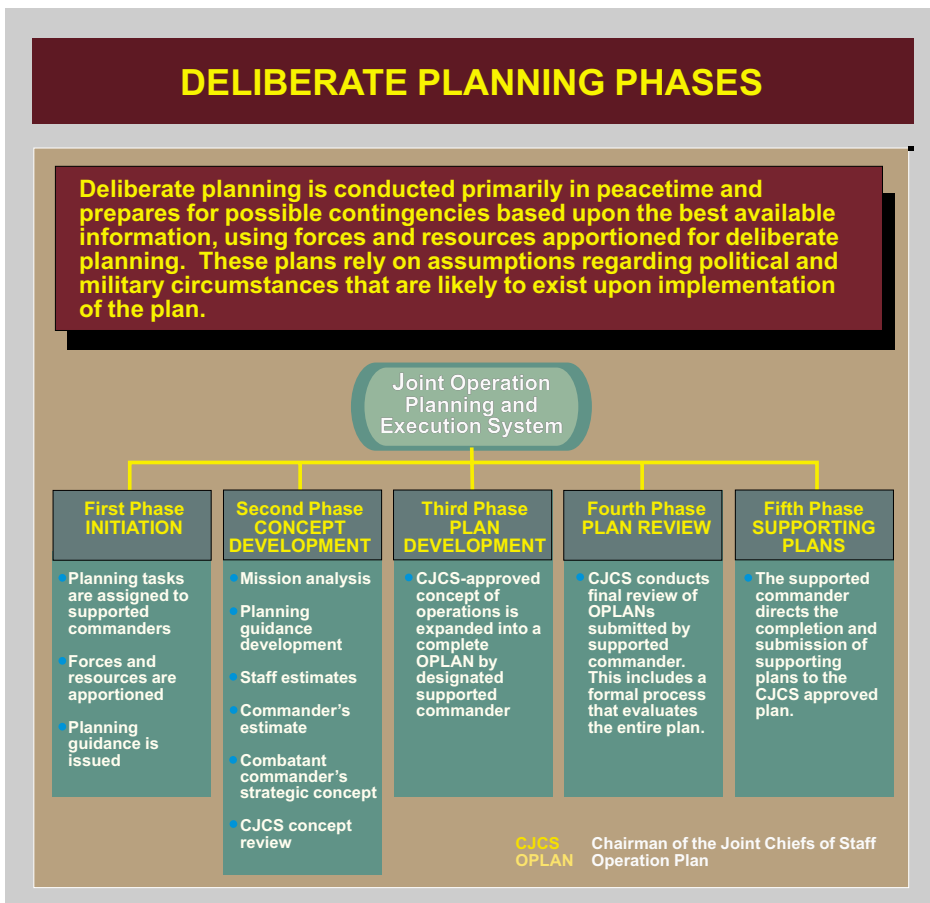 DELIBERATE PLANNING PHASES
Deliberate planning is conducted primarily in peacetime and
prepares for possible contingencies based upon the best available
information, using forces and resources apportioned for deliberate
planning. These plans rely on assumptions regarding political and
military circumstances that are likely to exist upon implementation
of the plan.
Joint Operation
Planning and
Execution System
First Phase
INITIATION
Planning tasks
are assigned to
supported
commanders
Forces and
resources are
apportioned
Planning
guidance is
issued
Second Phase
CONCEPT
DEVELOPMENT
Mission analysis
Planning
guidance
development
Staff estimates
Commander's
estimate
Combatant
commander's
strategic concept
CJCS concept
review
Third Phase
PLAN
DEVELOPMENT
CJCS-approved
concept of
operations is
expanded into a
complete
OPLAN by
designated
supported
commander
Fourth Phase
PLAN REVIEW
CJCS conducts
final review of
OPLANs
submitted by
supported
commander.
This includes a
formal process
that evaluates
the entire plan.
Fifth Phase
SUPPORTING
PLANS
The supported
commander
directs the
completion and
submission of
supporting
plans to the
CJCS approved
plan.
CJCS Chairman of the Joint Chiefs of Staff
OPLAN Operation Plan